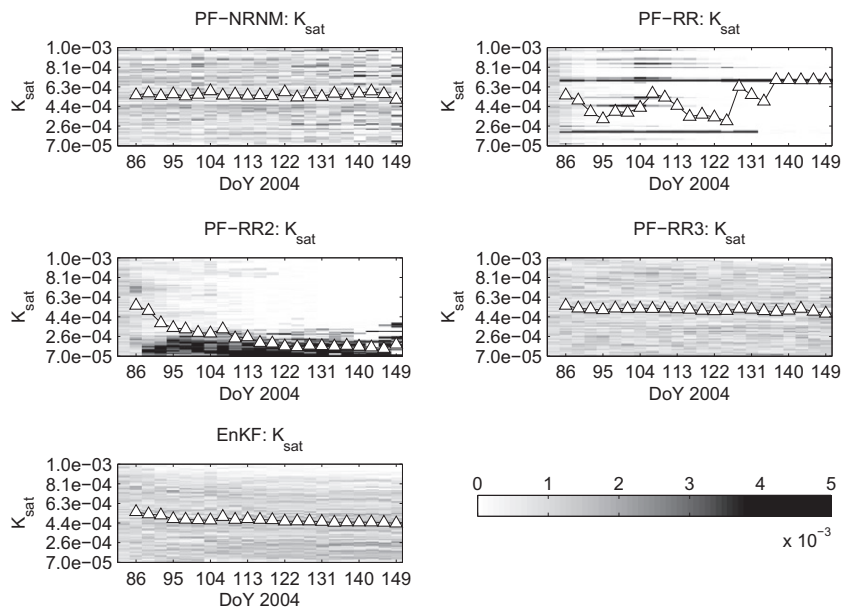 PF−NRNM: K_sat
1.0e−03
8.1e−04
6.3e−04
4.4e−04
2.6e−04
7.0e−05
K_sat
86 95 104 113 122 131 140 149
DoY 2004
PF−RR: K_sat
1.0e−03
8.1e−04
6.3e−04
4.4e−04
2.6e−04
7.0e−05
K_sat
86 95 104 113 122 131 140 149
DoY 2004
PF−RR2: K_sat
1.0e−03
8.1e−04
6.3e−04
4.4e−04
2.6e−04
7.0e−05
K_sat
86 95 104 113 122 131 140 149
DoY 2004
PF−RR3: K_sat
1.0e−03
8.1e−04
6.3e−04
4.4e−04
2.6e−04
7.0e−05
K_sat
86 95 104 113 122 131 140 149
DoY 2004
EnKF: K_sat
1.0e−03
8.1e−04
6.3e−04
4.4e−04
2.6e−04
7.0e−05
K_sat
86 95 104 113 122 131 140 149
DoY 2004
0 1 2 3 4 5
x 10⁻³